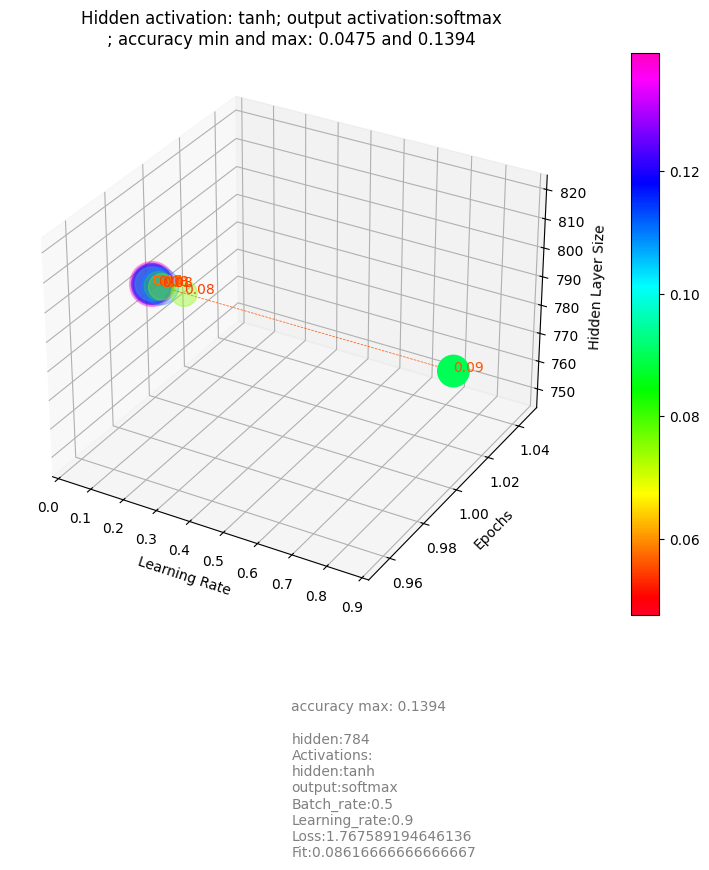 Hidden activation: tanh; output activation:softmax
; accuracy min and max: 0.0475 and 0.1394
0.12
0.10
0.08
0.06
820
810
800
790
780
770
760
750
Hidden Layer Size
1.04
1.02
1.00
0.98
0.96
Epochs
0.0
0.1
0.2
0.3
0.4
0.5
0.6
0.7
0.8
0.9
Learning Rate
0.08
0.09
accuracy max: 0.1394
hidden:784
Activations:
hidden:tanh
output:softmax
Batch_rate:0.5
Learning_rate:0.9
Loss:1.767589194646136
Fit:0.08616666666666667